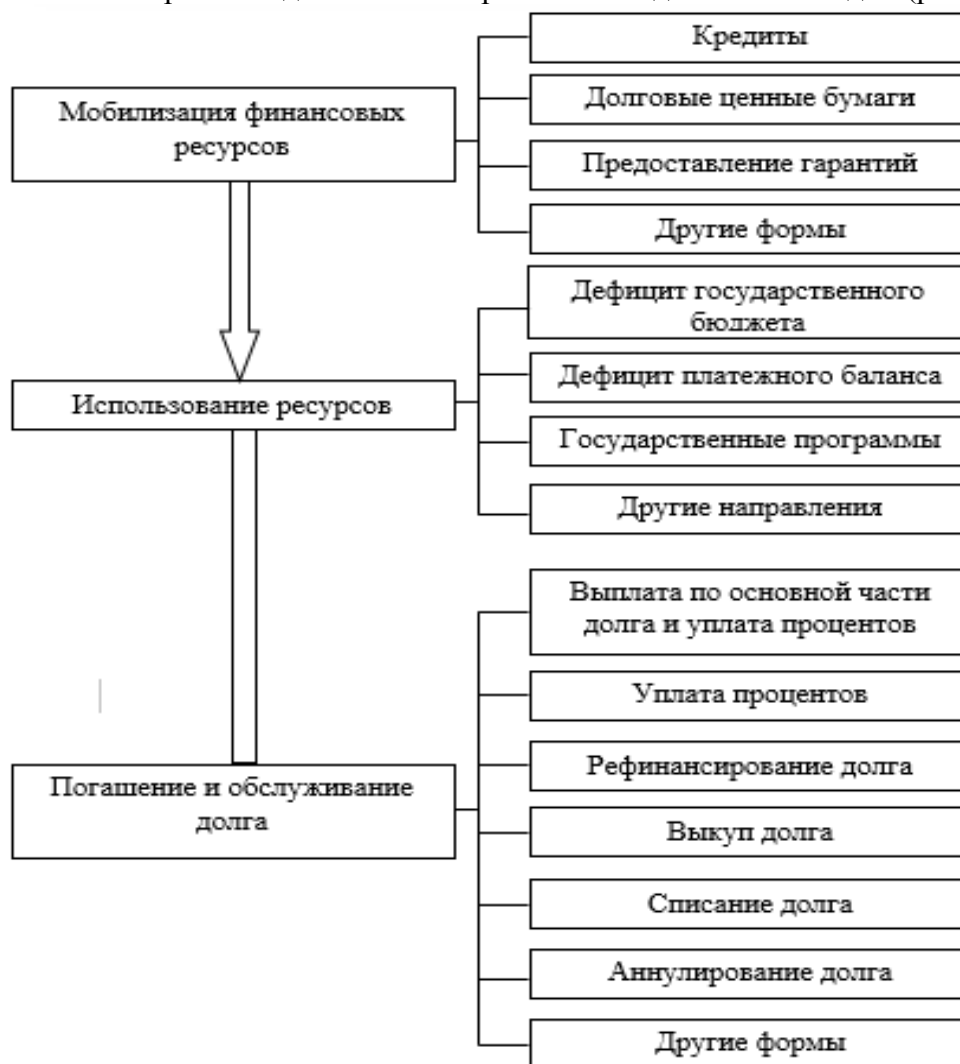 Кредиты
Мобилизация финансовых
ресурсов
Долговые ценные бумаги
Предоставление гарантий
Другие формы
Использование ресурсов
Дефицит государственного
бюджета
Дефицит платежного баланса
Государственные программы
Другие направления
Погашение и обслуживание
долга
Выплата по основной части
долга и уплата процентов
Уплата процентов
Рефинансирование долга
Выкуп долга
Списание долга
Аннулирование долга
Другие формы